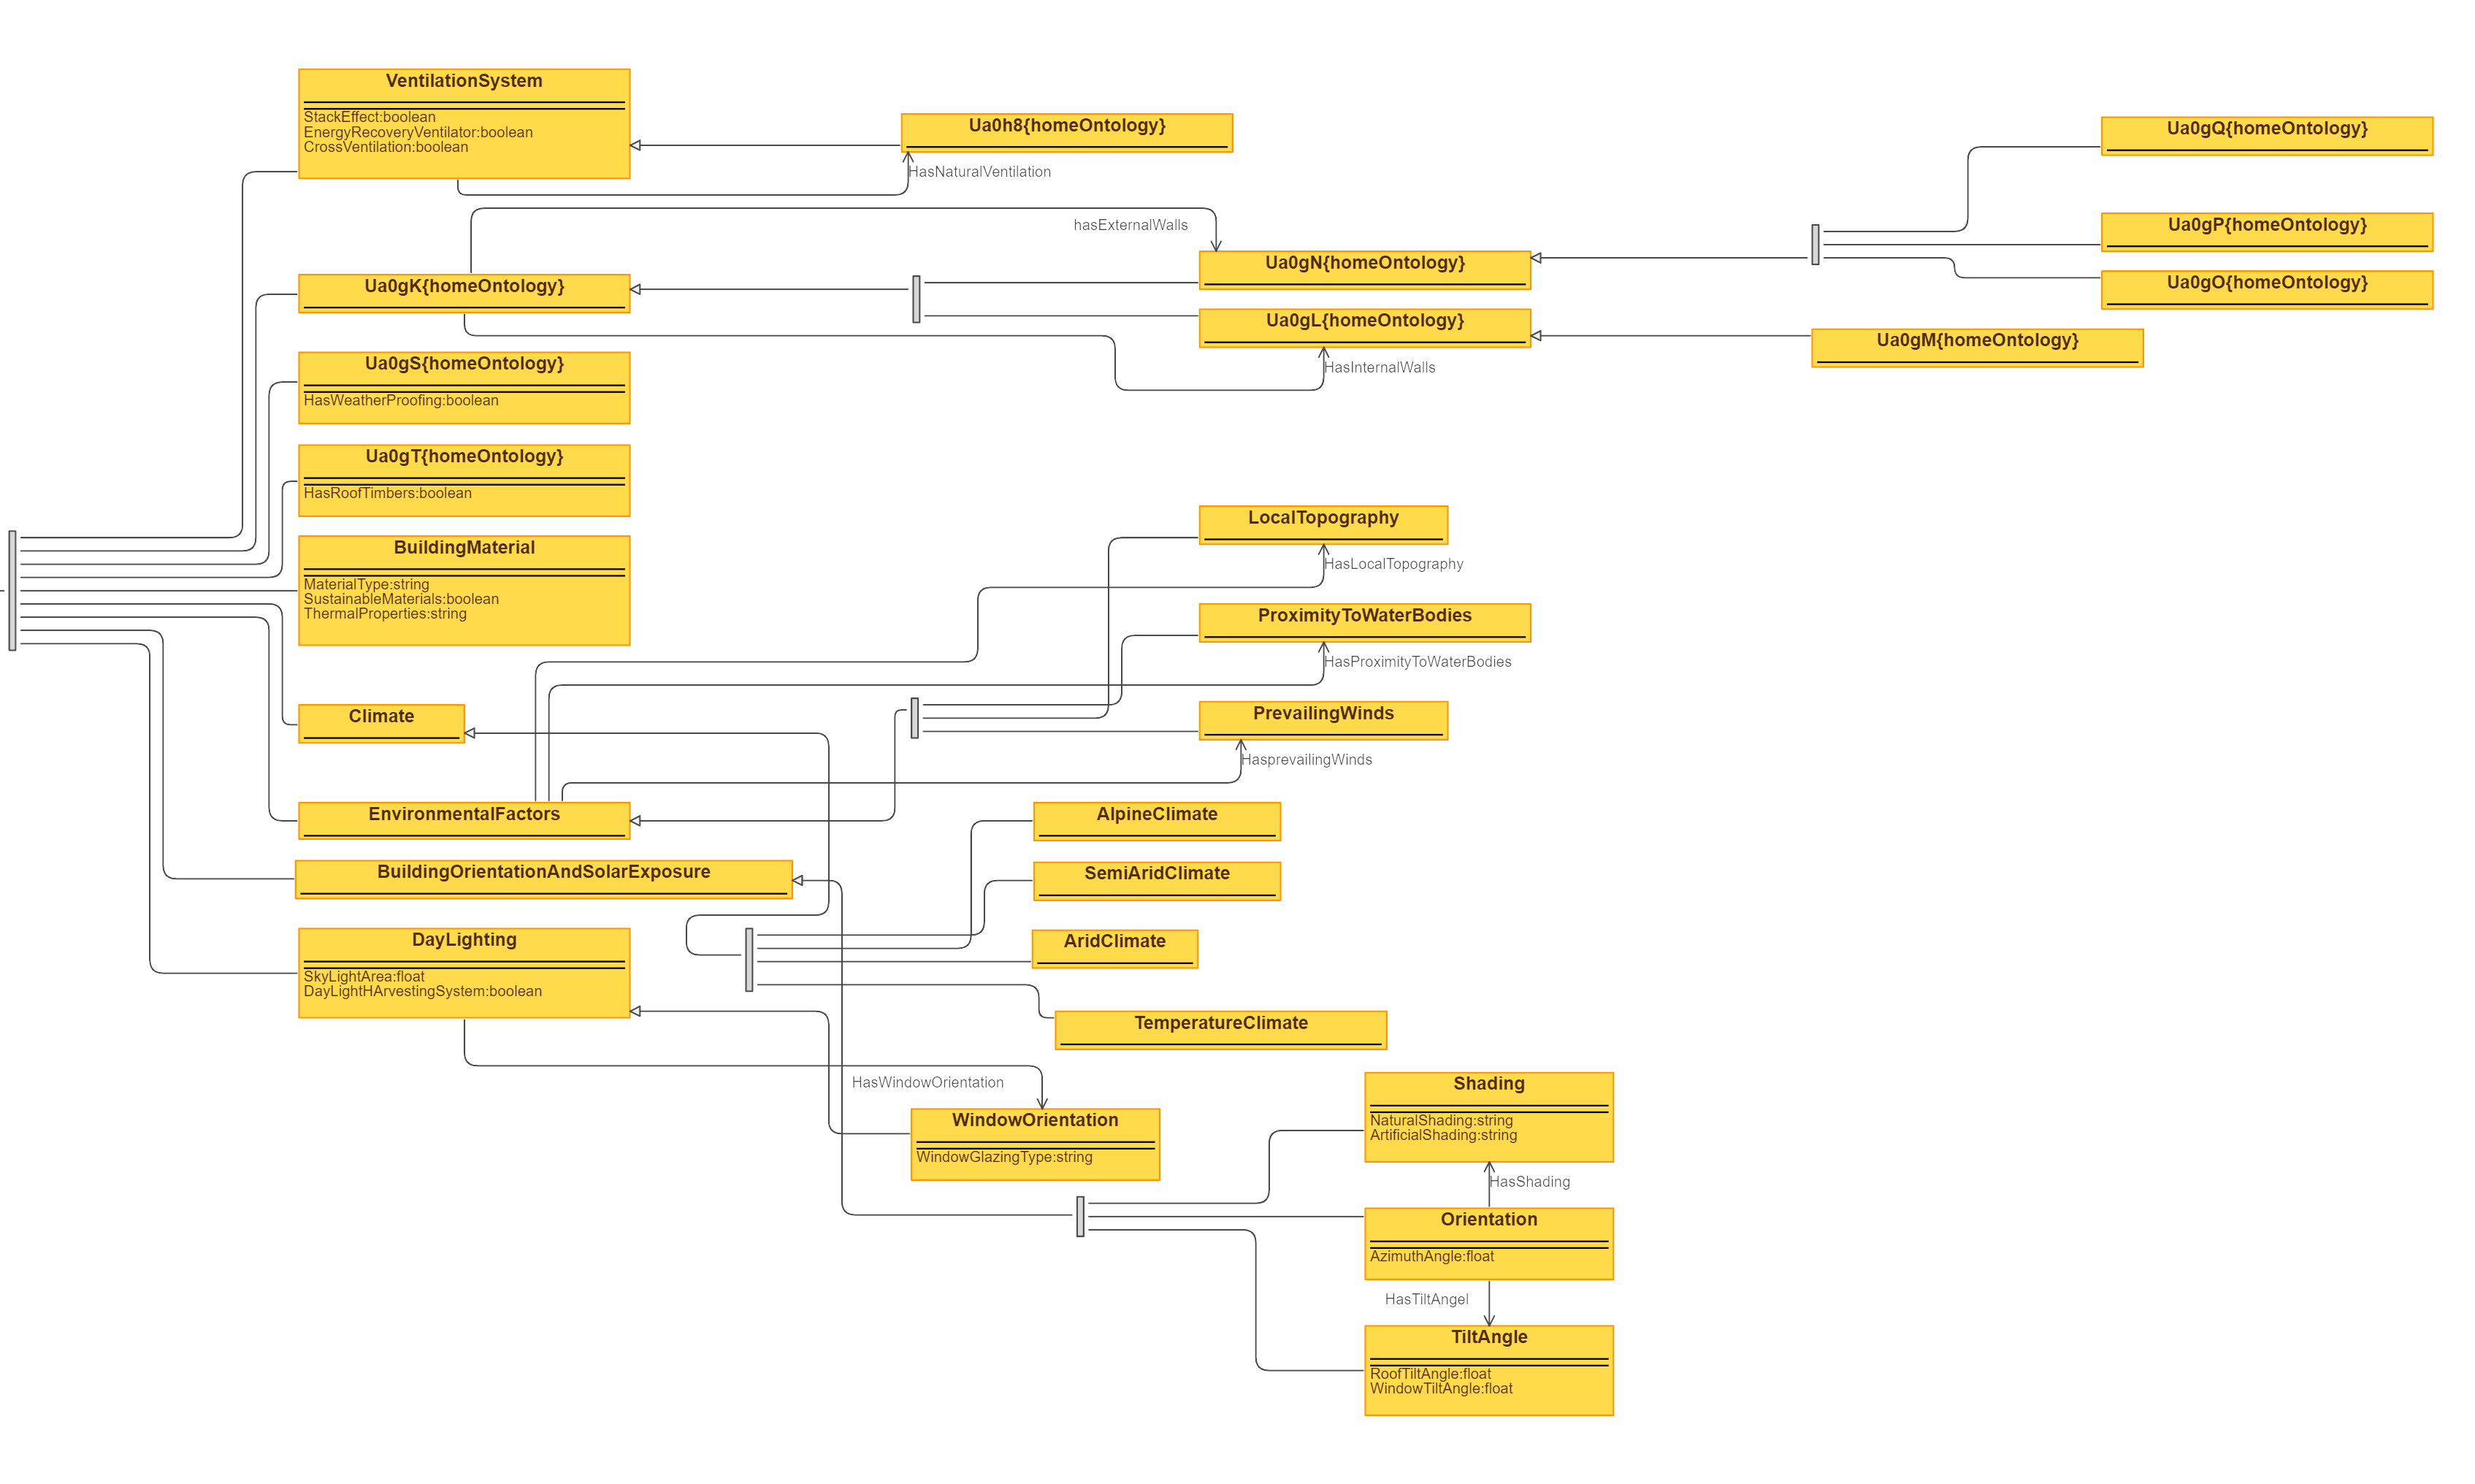 VentilationSystem
StackEffect:boolean
EnergyRecoveryVentilator:boolean
CrossVentilation:boolean
Ua0h8{homeOntology}
HasNaturalVentilation
Ua0gQ{homeOntology}
hasExternalWalls
Ua0gP{homeOntology}
Ua0gN{homeOntology}
Ua0gK{homeOntology}
Ua0gO{homeOntology}
Ua0gL{homeOntology}
Ua0gM{homeOntology}
HasInternalWalls
Ua0gS{homeOntology}
HasWeatherProofing:boolean
Ua0gT{homeOntology}
HasRoofTimbers:boolean
LocalTopography
HasLocalTopography
BuildingMaterial
MaterialType:string
SustainableMaterials:boolean
ThermalProperties:string
ProximityToWaterBodies
HasProximityToWaterBodies
Climate
PrevailingWinds
HasprevailingWinds
EnvironmentalFactors
AlpineClimate
BuildingOrientationAndSolarExposure
SemiAridClimate
DayLighting
SkyLightArea:float
DayLightHArvestingSystem:boolean
AridClimate
TemperatureClimate
HasWindowOrientation
WindowOrientation
WindowGlazingType:string
Shading
NaturalShading:string
ArtificialShading:string
HasShading
Orientation
AzimuthAngle:float
HasTiltAngel
TiltAngle
RoofTiltAngle:float
WindowTiltAngle:float